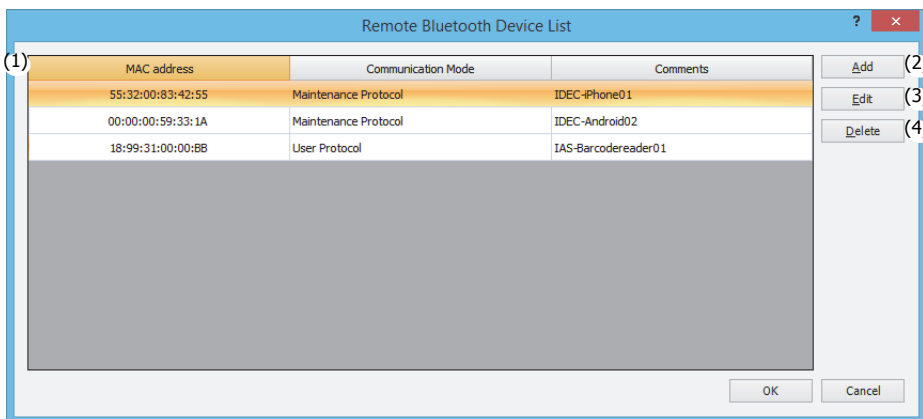 Remote Bluetooth Device List ?
(1) MAC address Communication Mode Comments Add (2
55:32:00:83:42:55 Maintenance Protocol IDEC-iPhone01 Edit (3
00:00:00:59:33:1A Maintenance Protocol IDEC-Android02 Delete (4
18:99:31:00:00:BB User Protocol IAS-Barcodereader01
OK Cancel